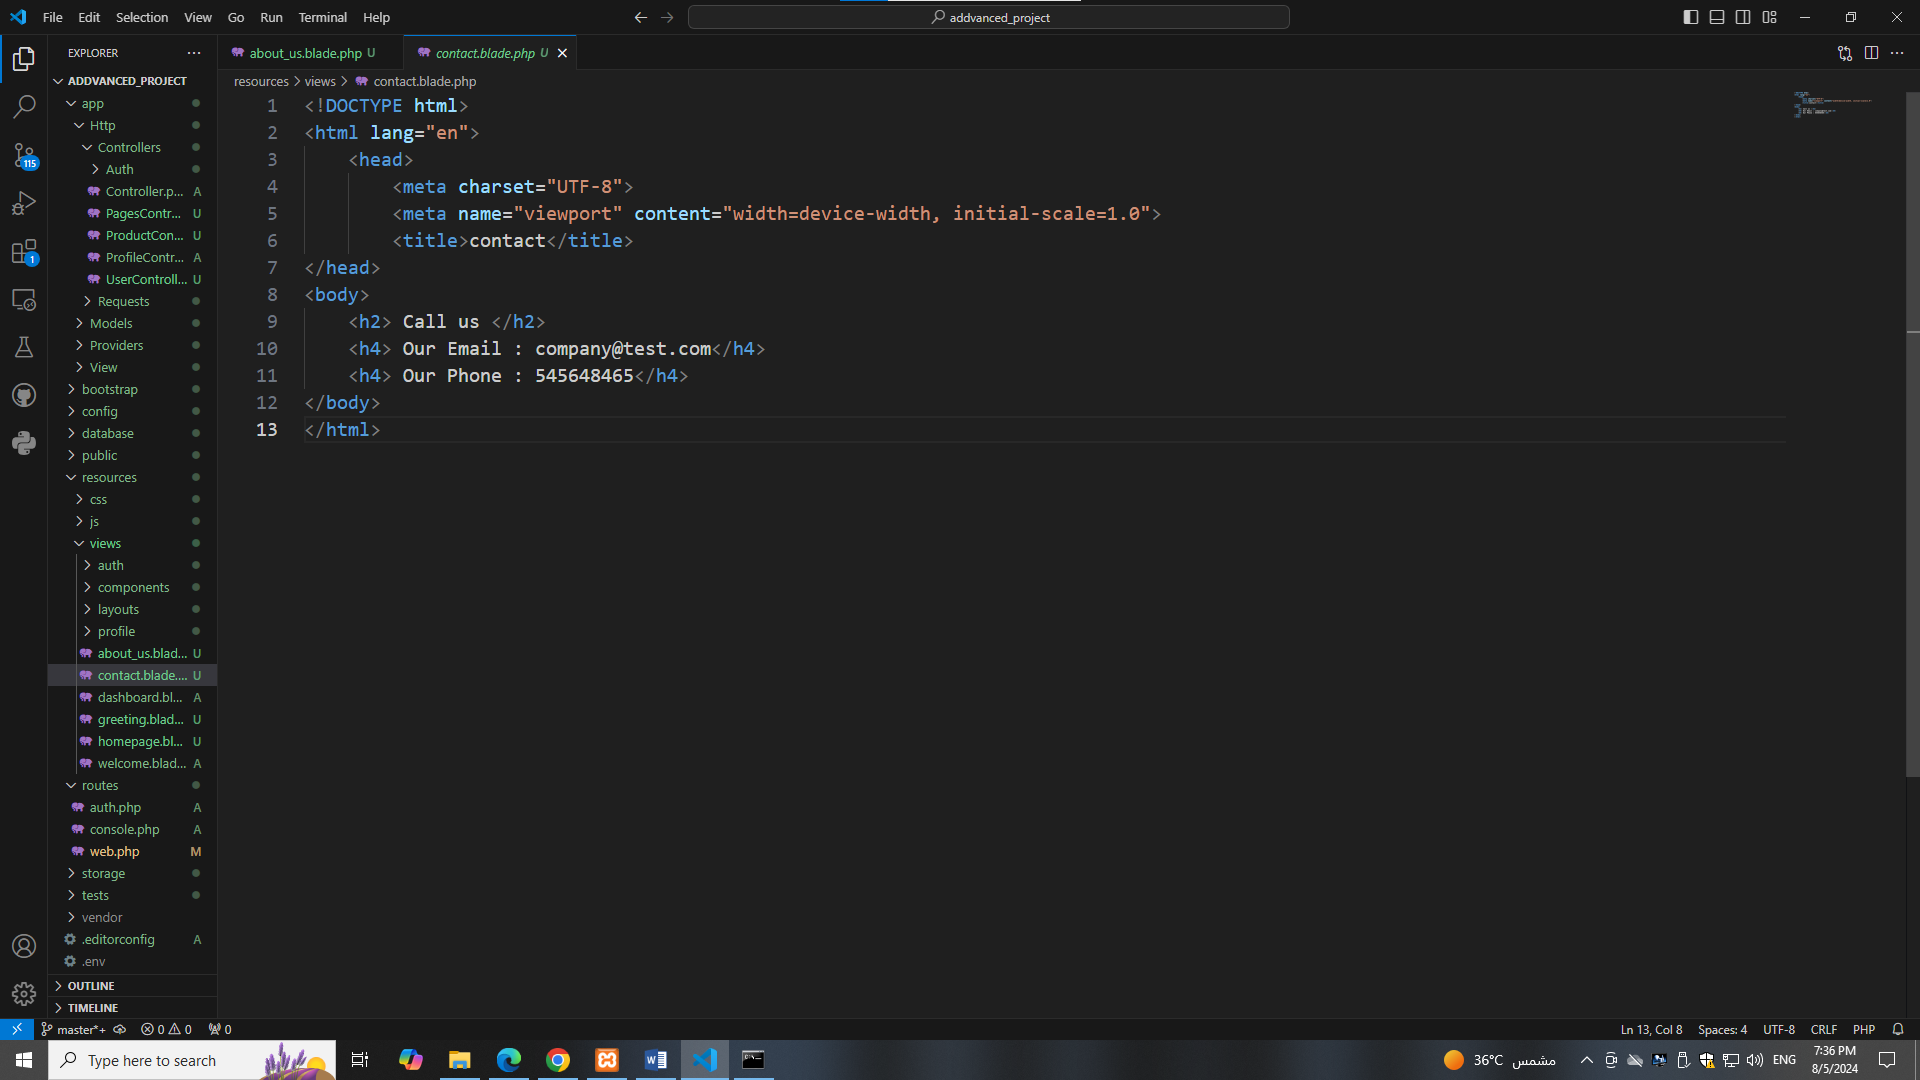 File Edit Selection View Go Run Terminal Help
addvanced_project
EXPLORER
ADDVANCED_PROJECT
app
Http
Controllers
Auth
Controller.p... A
PagesContr... U
ProductCon... U
ProfileContr... A
UserControll... U
Requests
Models
Providers
View
bootstrap
config
database
public
resources
css
js
views
auth
components
layouts
profile
about_us.blad... U
contact.blade.... U
dashboard.bl... A
greeting.blad... U
homepage.bl... U
welcome.blad... A
routes
auth.php A
console.php A
web.php M
storage
tests
vendor
.editorconfig A
.env
OUTLINE
TIMELINE
115
1
about_us.blade.php U
contact.blade.php U
resources > views > contact.blade.php
1 <!DOCTYPE html>
2 <html lang="en">
3 <head>
4 <meta charset="UTF-8">
5 <meta name="viewport" content="width=device-width, initial-scale=1.0">
6 <title>contact</title>
7 </head>
8 <body>
9 <h2> Call us </h2>
10 <h4> Our Email : company@test.com</h4>
11 <h4> Our Phone : 545648465</h4>
12 </body>
13 </html>
master*+ 0 0 0
Ln 13, Col 8 Spaces: 4 UTF-8 CRLF PHP
Type here to search
36°C مشمس
ENG
7:36 PM
8/5/2024